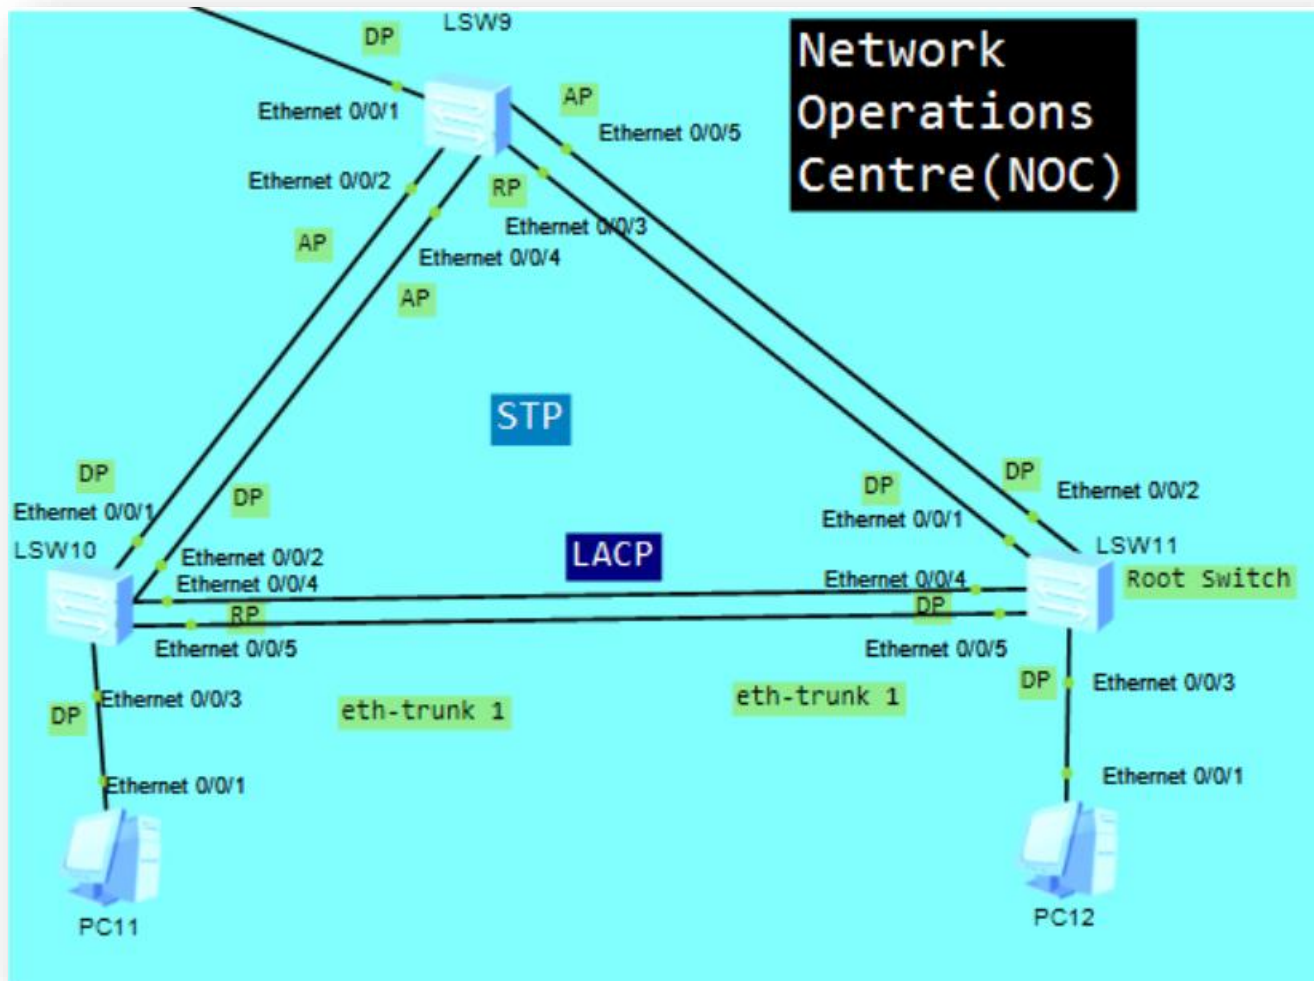 LSW9
DP
Network
Operations
Centre(NOC)
AP
Ethernet 0/0/1
Ethernet 0/0/5
Ethernet 0/0/2
RP
Ethernet 0/0/3
AP
Ethernet 0/0/4
AP
STP
DP
DP
DP
DP
Ethernet 0/0/2
Ethernet 0/0/1
Ethernet 0/0/1
LSW10
LACP
LSW11
Ethernet 0/0/2
Ethernet 0/0/4
Ethernet 0/0/4
Root Switch
RP
DP
Ethernet 0/0/5
Ethernet 0/0/5
DP
Ethernet 0/0/3
Ethernet 0/0/3
DP
eth-trunk 1
eth-trunk 1
Ethernet 0/0/1
Ethernet 0/0/1
PC11
PC12